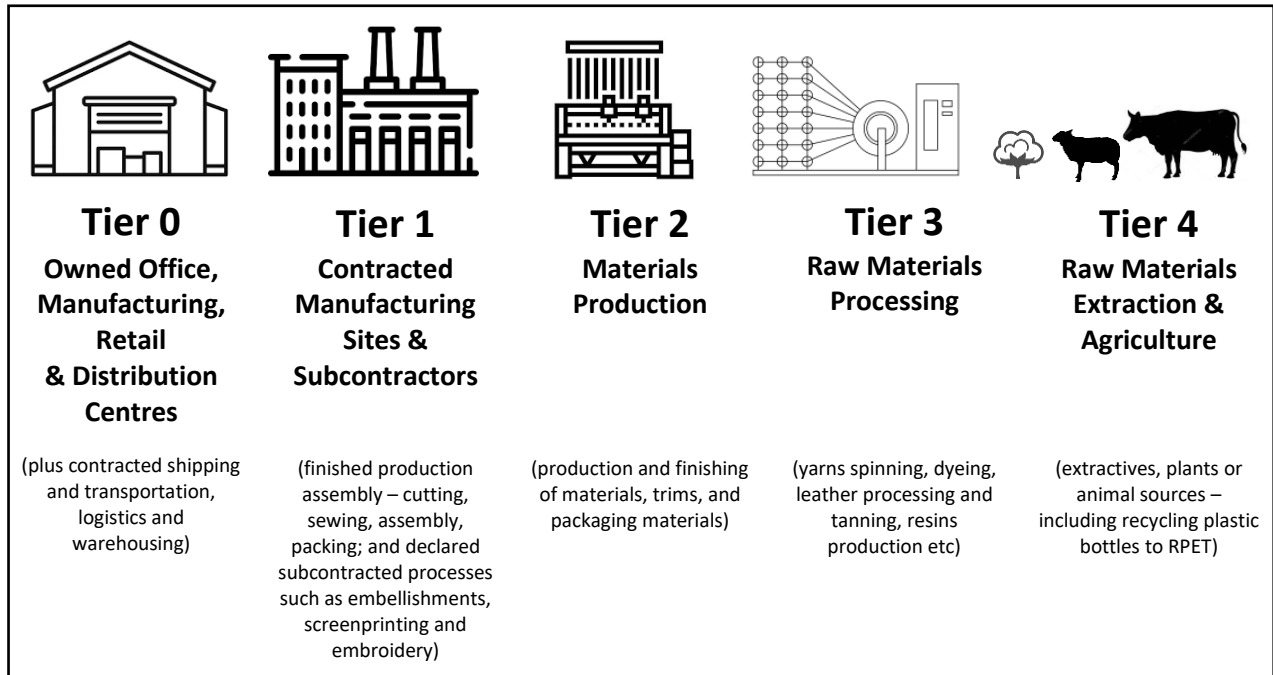 Tier 0
Owned Office,
Manufacturing,
Retail
& Distribution
Centres
(plus contracted shipping
and transportation,
logistics and
warehousing)
Tier 1
Contracted
Manufacturing
Sites &
Subcontractors
(finished production
assembly – cutting,
sewing, assembly,
packing; and declared
subcontracted processes
such as embellishments,
screenprinting and
embroidery)
Tier 2
Materials
Production
(production and finishing
of materials, trims, and
packaging materials)
Tier 3
Raw Materials
Processing
(yarns spinning, dyeing,
leather processing and
tanning, resins
production etc)
Tier 4
Raw Materials
Extraction &
Agriculture
(extractives, plants or
animal sources –
including recycling plastic
bottles to RPET)